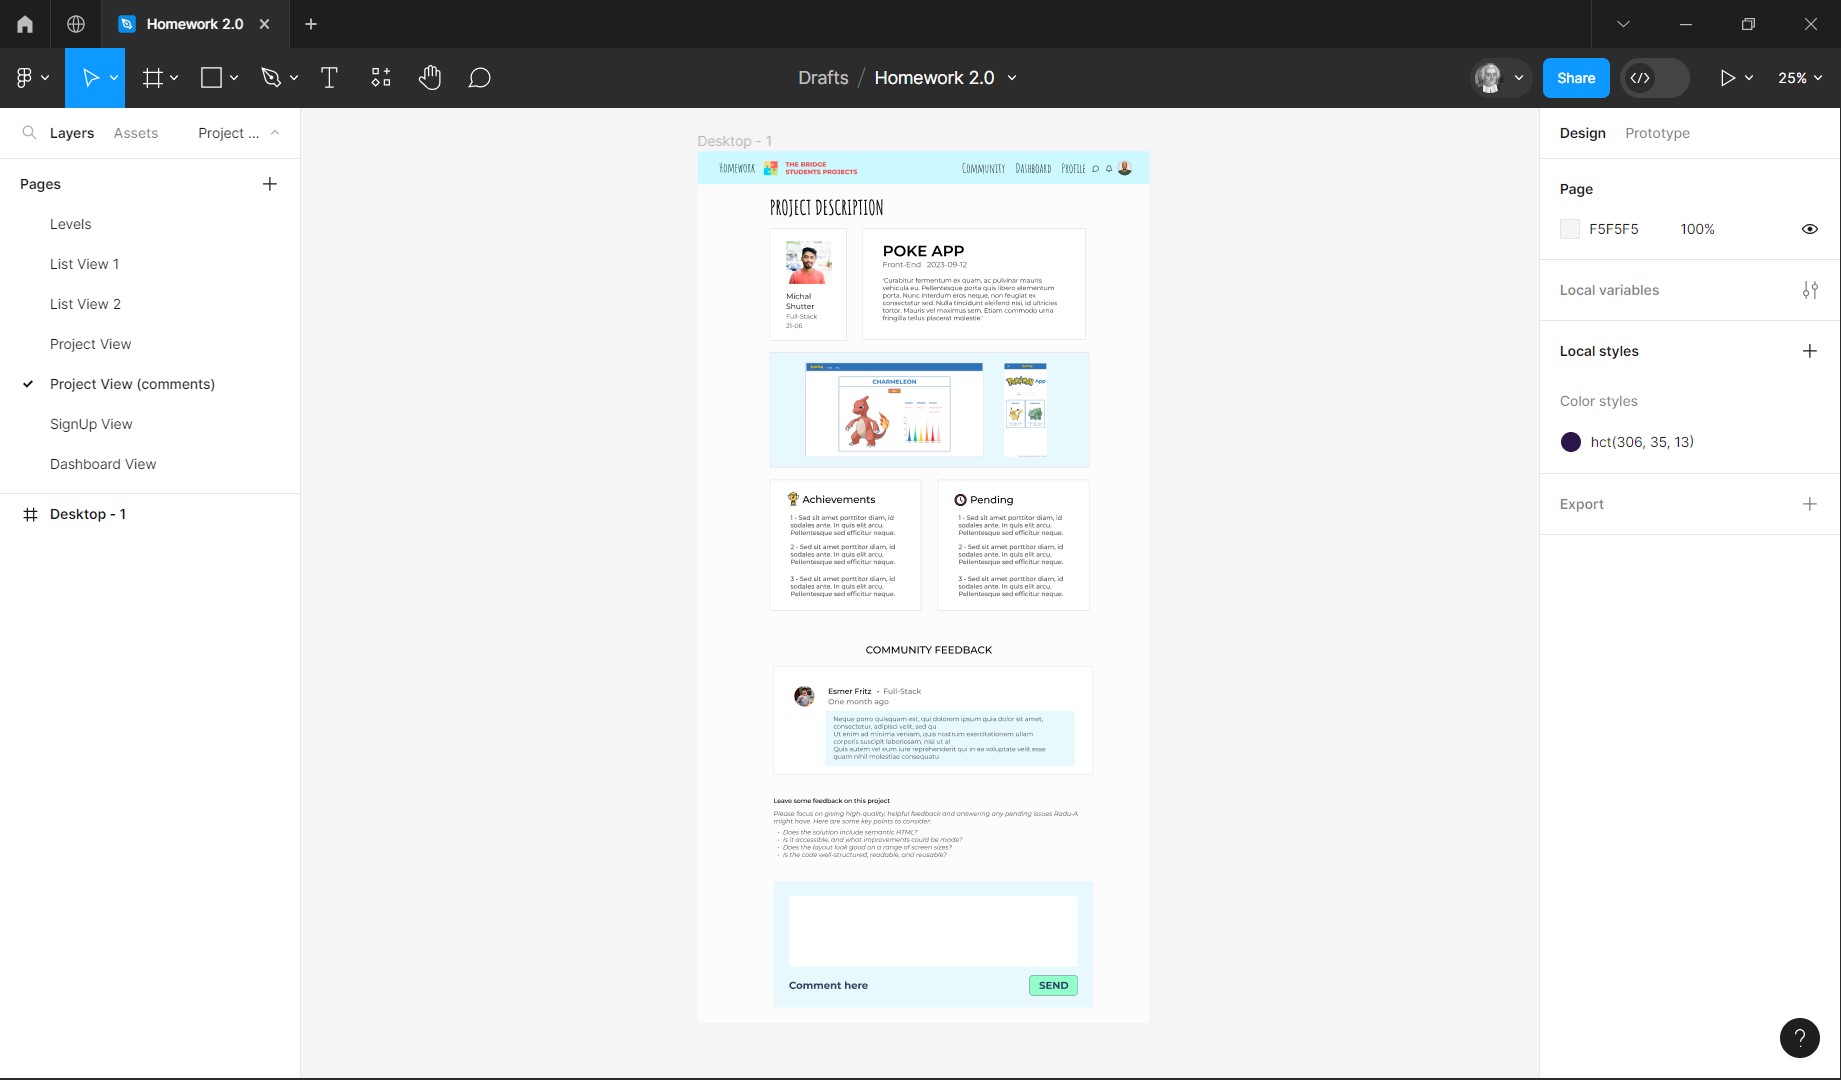 Homework 2.0
Drafts / Homework 2.0
Share
25%
Layers
Assets
Project ...
Pages
Levels
List View 1
List View 2
Project View
Project View (comments)
SignUp View
Dashboard View
Desktop - 1
Desktop - 1
HOMEWORK
THE BRIDGE
STUDENTS PROJECTS
COMMUNITY
DASHBOARD
PROFILE
PROJECT DESCRIPTION
Michal
Shutter
Full-Stack
21-06
POKE APP
Front-End 2023-09-12
'Curabitur fermentum ex quam, ac pulvinar mauris
vehicula eu. Pellentesque porta quis libero elementum
porta. Nunc interdum eros neque, non feugiat ex
consectetur sed. Nulla tincidunt eleifend nisi, id ultricies
tortor. Mauris vel maximus sem. Etiam commodo urna
fringilla tellus placerat molestie.'
CHARMELEON
Pokémon App
Achievements
1 - Sed sit amet porttitor diam, id
sodales ante. In quis elit arcu.
Pellentesque sed efficitur neque.
2 - Sed sit amet porttitor diam, id
sodales ante. In quis elit arcu.
Pellentesque sed efficitur neque.
3 - Sed sit amet porttitor diam, id
sodales ante. In quis elit arcu.
Pellentesque sed efficitur neque.
Pending
1 - Sed sit amet porttitor diam, id
sodales ante. In quis elit arcu.
Pellentesque sed efficitur neque.
2 - Sed sit amet porttitor diam, id
sodales ante. In quis elit arcu.
Pellentesque sed efficitur neque.
3 - Sed sit amet porttitor diam, id
sodales ante. In quis elit arcu.
Pellentesque sed efficitur neque.
COMMUNITY FEEDBACK
Esmer Fritz - Full-Stack
One month ago
Neque porro quisquam est, qui dolorem ipsum quia dolor sit amet,
consectetur, adipisci velit, sed qu
Ut enim ad minima veniam, quis nostrum exercitationem ullam
corporis suscipit laboriosam, nisi ut al
Quis autem vel eum iure reprehenderit qui in ea voluptate velit esse
quam nihil molestiae consequatu
Leave some feedback on this project
Please focus on giving high-quality, helpful feedback and answering any pending issues Radu-A
might have. Here are some key points to consider:
• Does the solution include semantic HTML?
• Is it accessible, and what improvements could be made?
• Does the layout look good on a range of screen sizes?
• Is the code well-structured, readable, and reusable?
Comment here
SEND
Design
Prototype
Page
F5F5F5
100%
Local variables
Local styles
Color styles
hct(306, 35, 13)
Export
?